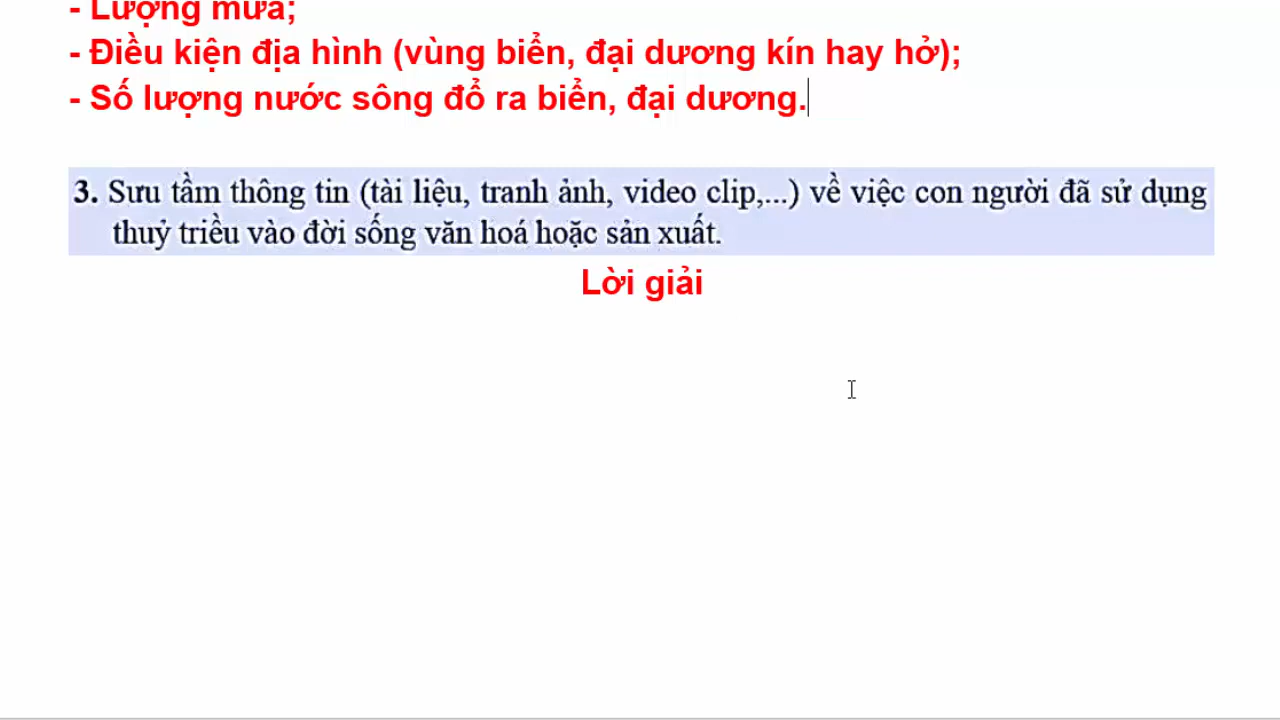 - Lượng mưa;
- Điều kiện địa hình (vùng biển, đại dương kín hay hở);
- Số lượng nước sông đổ ra biển, đại dương.
3. Sưu tầm thông tin (tài liệu, tranh ảnh, video clip,...) về việc con người đã sử dụng
thuỷ triều vào đời sống văn hoá hoặc sản xuất.
Lời giải